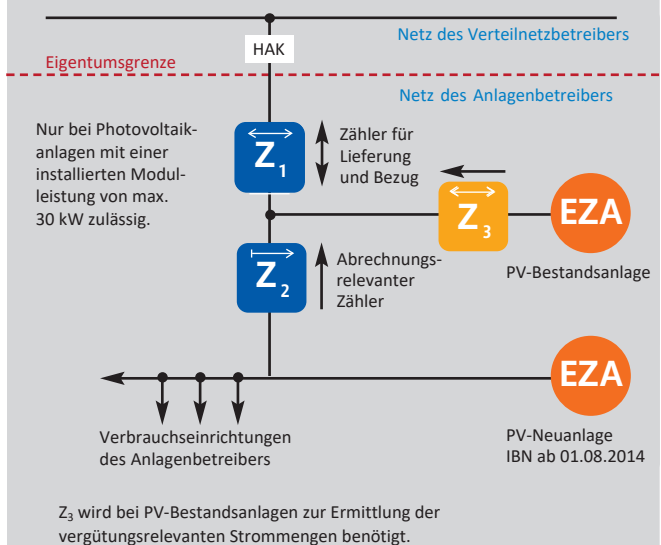 Netz des Verteilnetzbetreibers
HAK
Eigentumsgrenze
Netz des Anlagenbetreibers
Nur bei Photovoltaik-
anlagen mit einer
installierten Modul-
leistung von max.
30 kW zulässig.
Z₁
Zähler für
Lieferung
und Bezug
Z₃
EZA
PV-Bestandsanlage
Z₂
Abrechnungs-
relevanter
Zähler
EZA
Verbrauchseinrichtungen
des Anlagenbetreibers
PV-Neuanlage
IBN ab 01.08.2014
Z₃ wird bei PV-Bestandsanlagen zur Ermittlung der
vergütungsrelevanten Strommengen benötigt.